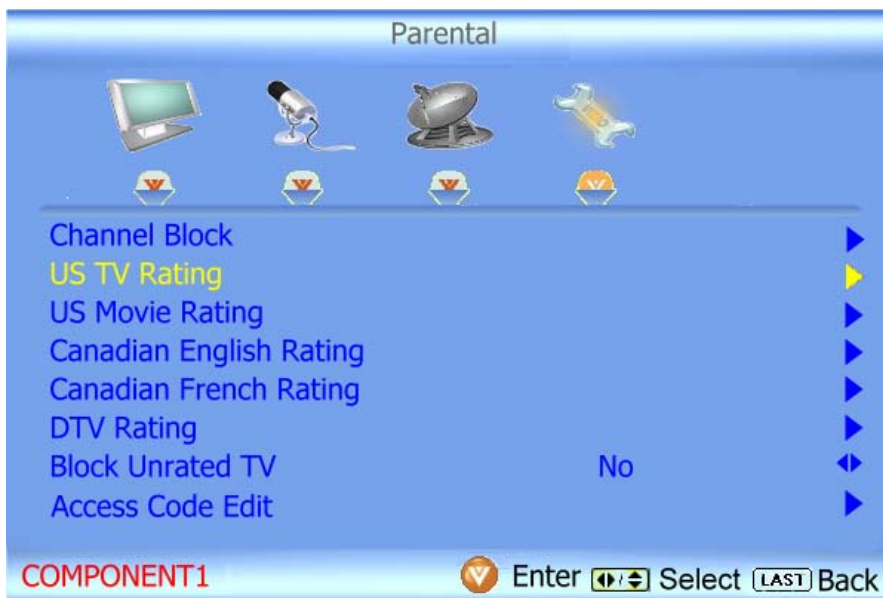 Parental
Channel Block
US TV Rating
US Movie Rating
Canadian English Rating
Canadian French Rating
DTV Rating
Block Unrated TV No
Access Code Edit
COMPONENT1 Enter Select LAST Back